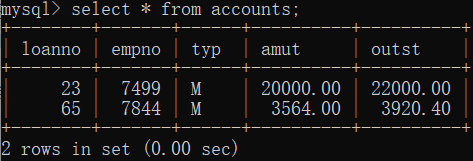 mysql> select * from accounts;
+--------+-------+------+----------+----------+
| loanno | empno | typ  | amut     | outst    |
+--------+-------+------+----------+----------+
|     23 |  7499 | M    | 20000.00 | 22000.00 |
|     65 |  7844 | M    |  3564.00 |  3920.40 |
+--------+-------+------+----------+----------+
2 rows in set (0.00 sec)